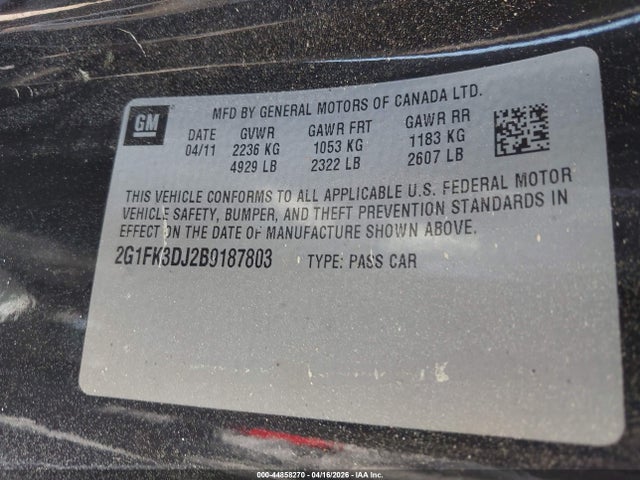 GM
MFD BY GENERAL MOTORS OF CANADA LTD.
DATE GVWR GAWR FRT GAWR RR
04/11 2236 KG 1053 KG 1183 KG
4929 LB 2322 LB 2607 LB
THIS VEHICLE CONFORMS TO ALL APPLICABLE U.S. FEDERAL MOTOR
VEHICLE SAFETY, BUMPER, AND THEFT PREVENTION STANDARDS IN
EFFECT ON THE DATE OF MANUFACTURE SHOWN ABOVE.
2G1FK3DJ2B9187803 TYPE: PASS CAR
000-44858270 - 04/16/2026 - IAA Inc.